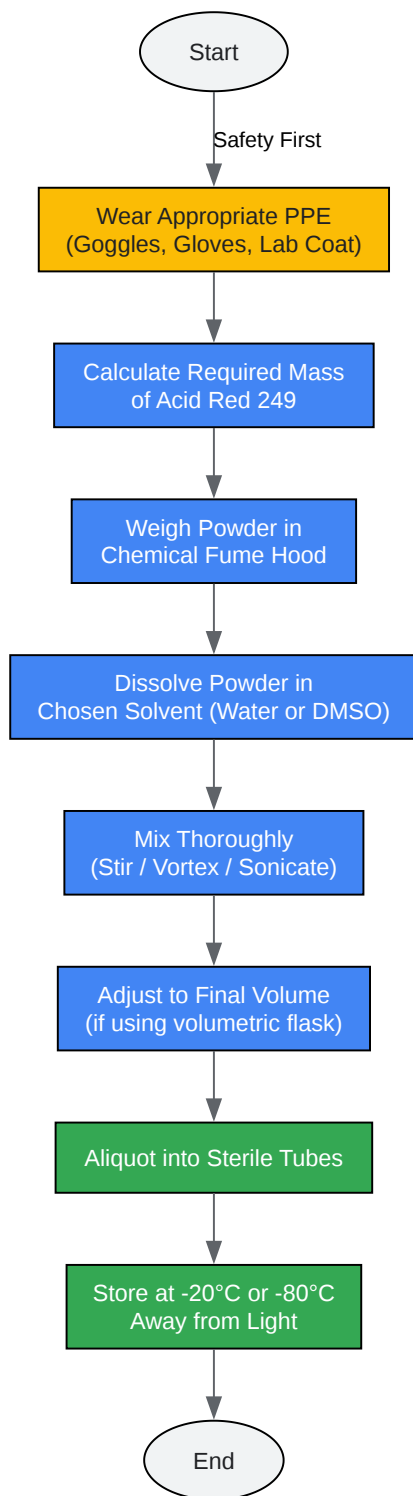 Start
Safety First
Wear Appropriate PPE
(Goggles, Gloves, Lab Coat)
Calculate Required Mass
of Acid Red 249
Weigh Powder in
Chemical Fume Hood
Dissolve Powder in
Chosen Solvent (Water or DMSO)
Mix Thoroughly
(Stir / Vortex / Sonicate)
Adjust to Final Volume
(if using volumetric flask)
Aliquot into Sterile Tubes
Store at -20°C or -80°C
Away from Light
End